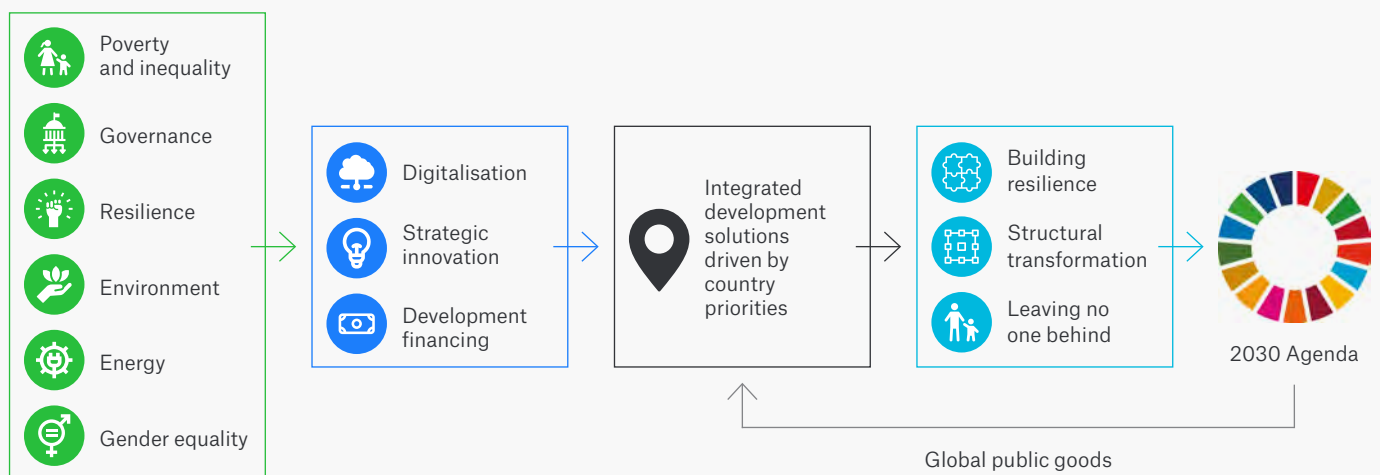 Poverty
and inequality
Governance
Resilience
Environment
Energy
Gender equality
Digitalisation
Strategic
innovation
Development
financing
Integrated
development
solutions
driven by
country
priorities
Building
resilience
Structural
transformation
Leaving no
one behind
2030 Agenda
Global public goods